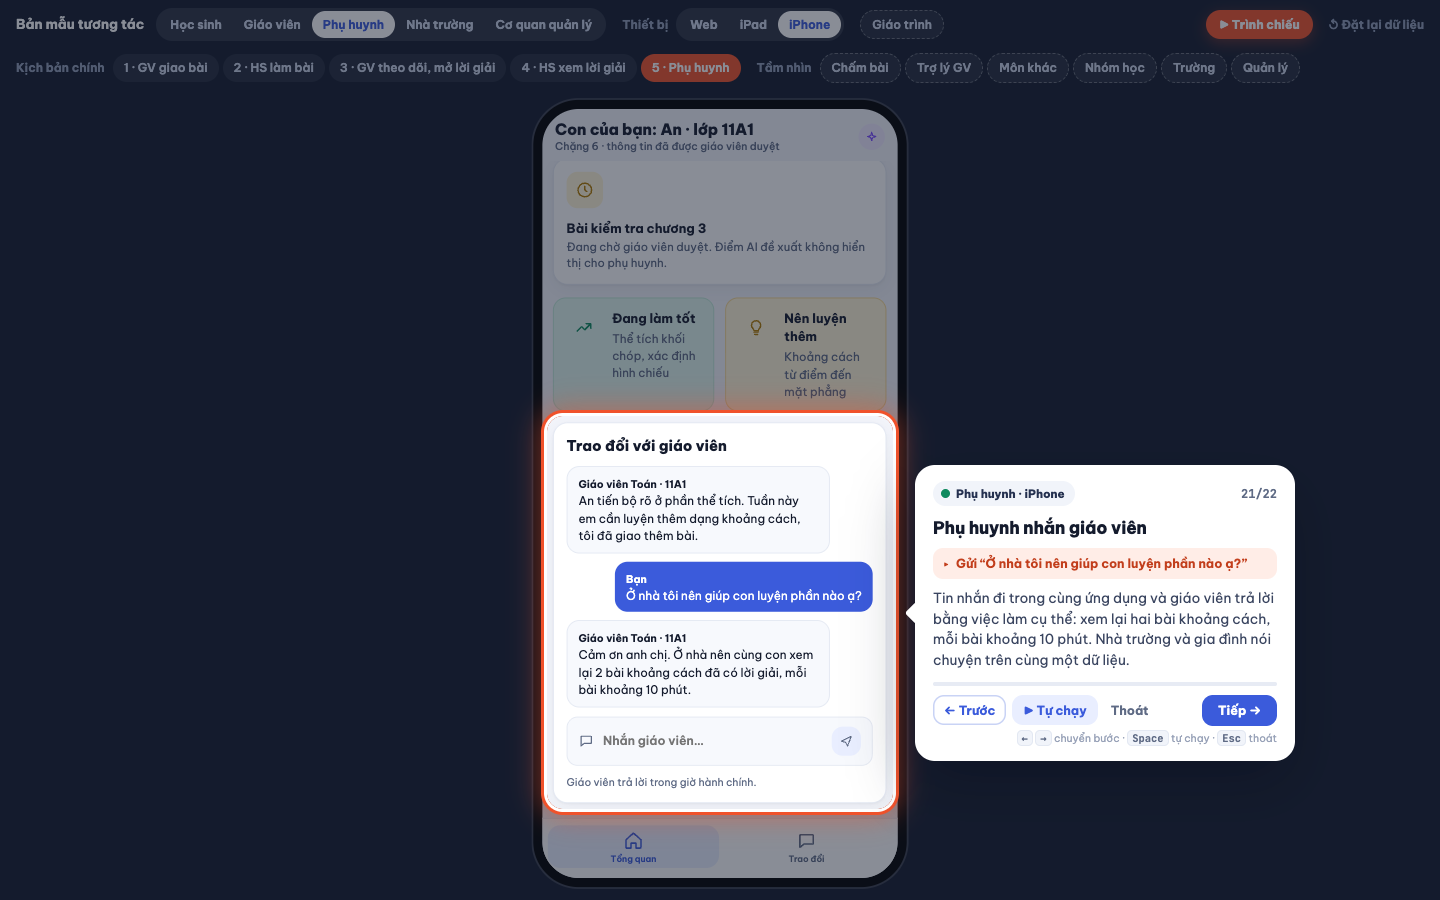 Bản mẫu tương tác
Học sinh
Giáo viên
Phụ huynh
Nhà trường
Cơ quan quản lý
Thiết bị
Web
iPad
iPhone
Giáo trình
Trình chiếu
Đặt lại dữ liệu
Kịch bản chính
1 · GV giao bài
2 · HS làm bài
3 · GV theo dõi, mở lời giải
4 · HS xem lời giải
5 · Phụ huynh
Tầm nhìn
Chấm bài
Trợ lý GV
Môn khác
Nhóm học
Trường
Quản lý
Con của bạn: An · lớp 11A1
Chặng 6 · thông tin đã được giáo viên duyệt
Bài kiểm tra chương 3
Đang chờ giáo viên duyệt. Điểm AI đề xuất không hiển
thị cho phụ huynh.
Đang làm tốt
Thể tích khối
chóp, xác định
hình chiếu
Nên luyện
thêm
Khoảng cách
từ điểm đến
mặt phẳng
Trao đổi với giáo viên
Giáo viên Toán · 11A1
An tiến bộ rõ ở phần thể tích. Tuần này
em cần luyện thêm dạng khoảng cách,
tôi đã giao thêm bài.
Bạn
Ở nhà tôi nên giúp con luyện phần nào ạ?
Giáo viên Toán · 11A1
Cảm ơn anh chị. Ở nhà nên cùng con xem
lại 2 bài khoảng cách đã có lời giải, mỗi
bài khoảng 10 phút.
Nhắn giáo viên...
Giáo viên trả lời trong giờ hành chính.
Tổng quan
Trao đổi
Phụ huynh · iPhone
21/22
Phụ huynh nhắn giáo viên
Gửi “Ở nhà tôi nên giúp con luyện phần nào ạ?”
Tin nhắn đi trong cùng ứng dụng và giáo viên trả lời
bằng việc làm cụ thể: xem lại hai bài khoảng cách,
mỗi bài khoảng 10 phút. Nhà trường và gia đình nói
chuyện trên cùng một dữ liệu.
← Trước
Tự chạy
Thoát
Tiếp →
← → chuyển bước · Space tự chạy · Esc thoát